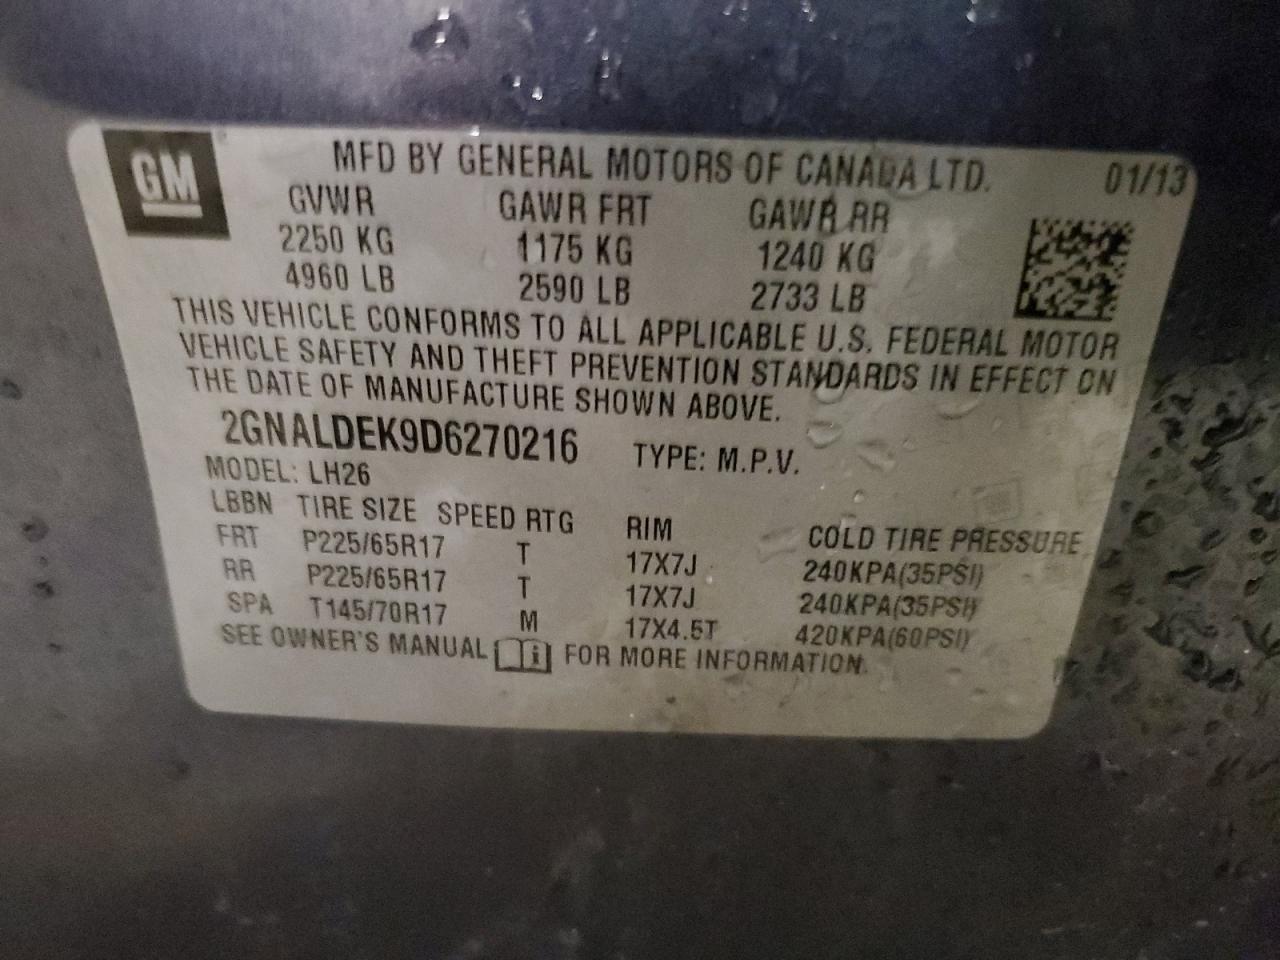 GM
MFD BY GENERAL MOTORS OF CANADA LTD. 01/13
GVWR GAWR FRT GAWR RR
2250 KG 1175 KG 1240 KG
4960 LB 2590 LB 2733 LB
THIS VEHICLE CONFORMS TO ALL APPLICABLE U.S. FEDERAL MOTOR
VEHICLE SAFETY AND THEFT PREVENTION STANDARDS IN EFFECT ON
THE DATE OF MANUFACTURE SHOWN ABOVE.
2GNALDEK9D6270216 TYPE: M.P.V.
MODEL: LH26
LBBN TIRE SIZE SPEED RTG RIM COLD TIRE PRESSURE
FRT P225/65R17 T 17X7J 240KPA(35PSI)
RR P225/65R17 T 17X7J 240KPA(35PSI)
SPA T145/70R17 M 17X4.5T 420KPA(60PSI)
SEE OWNER'S MANUAL i FOR MORE INFORMATION.